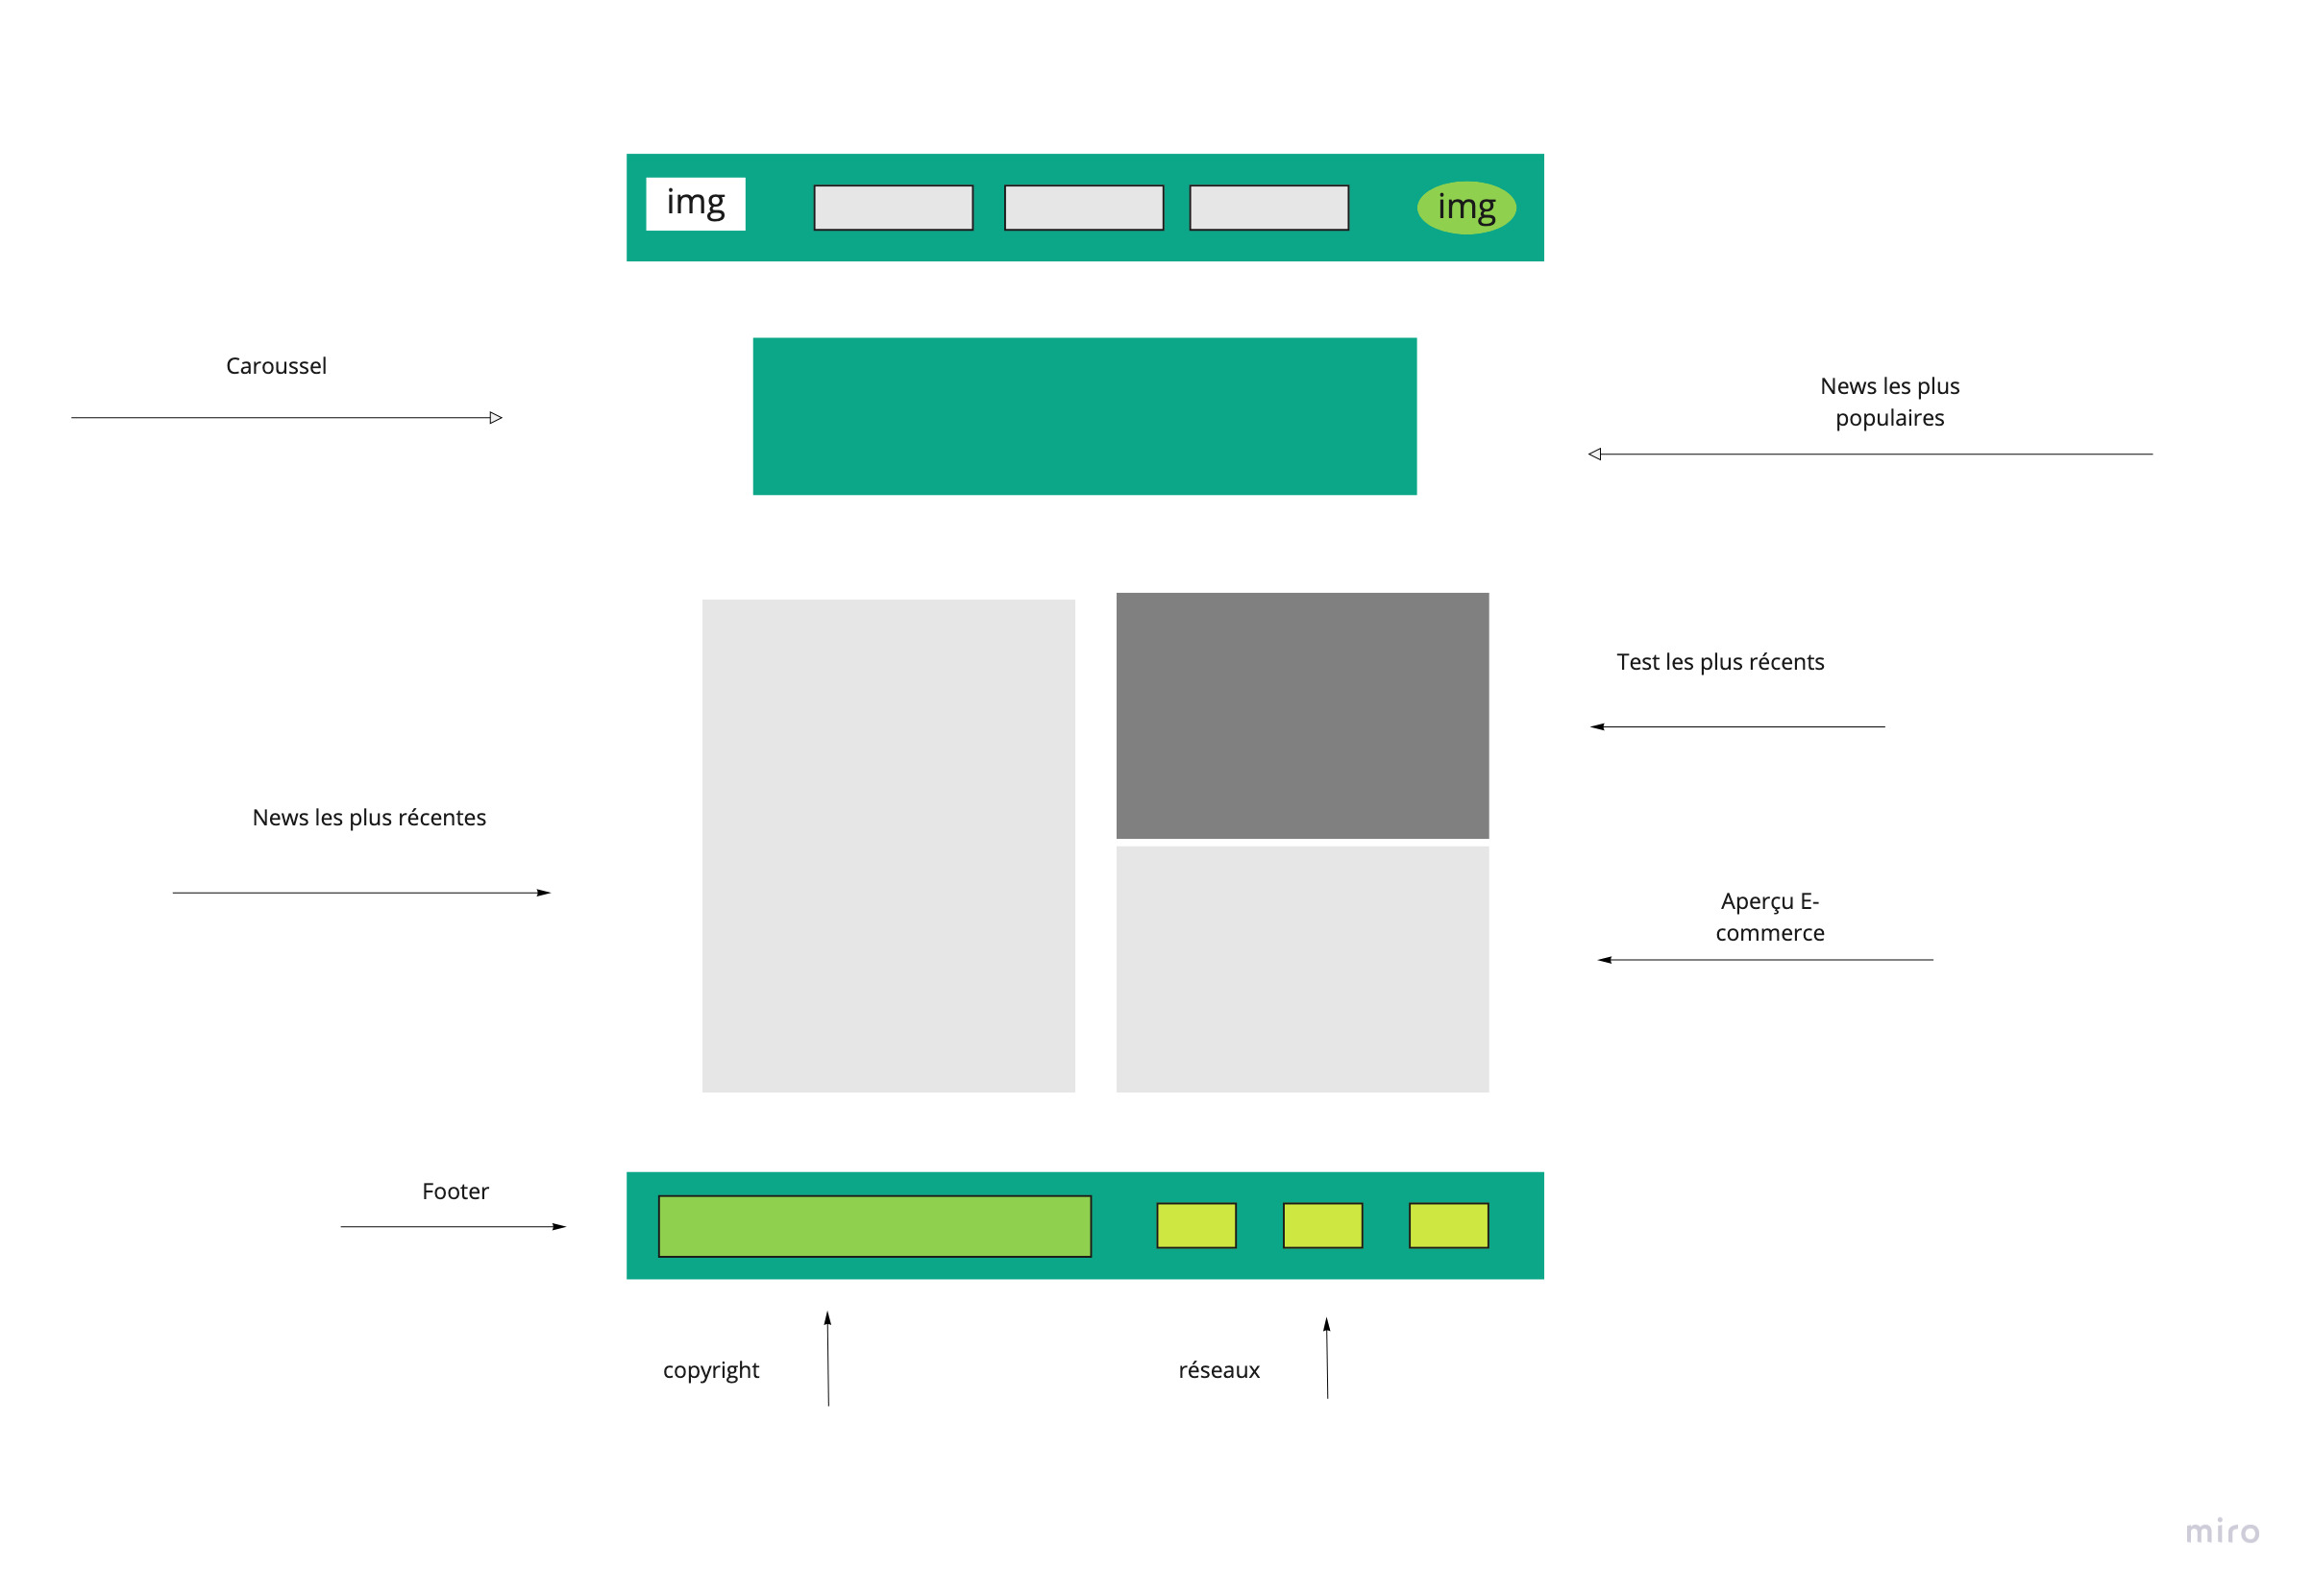 img
img
Caroussel
News les plus
populaires
Test les plus récents
News les plus récentes
Aperçu E-
commerce
Footer
copyright
réseaux
miro